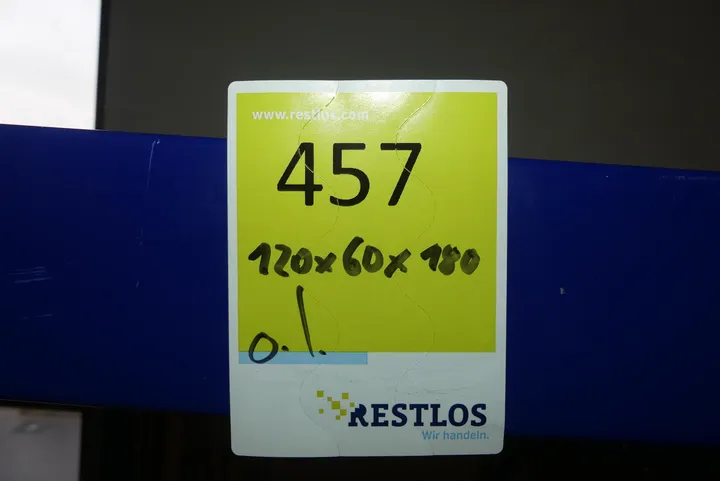 www.restlos.com
457
120x60x180
o.l.
RESTLOS
Wir handeln.